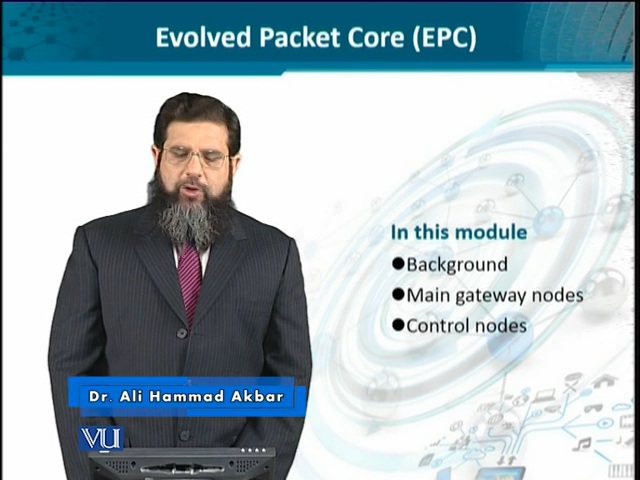 Evolved Packet Core (EPC)
In this module
●Background
●Main gateway nodes
●Control nodes
Dr. Ali Hammad Akbar
VU